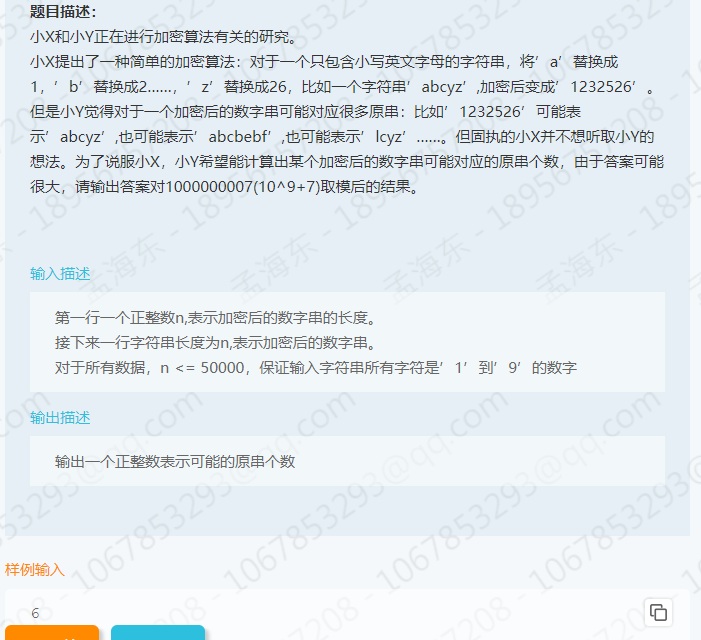 题目描述：
小X和小Y正在进行加密算法有关的研究。
小X提出了一种简单的加密算法：对于一个只包含小写英文字母的字符串，将’a’替换成
1，’b’替换成2……，’z’替换成26，比如一个字符串’abcyz’,加密后变成’1232526’。
但是小Y觉得对于一个加密后的数字串可能对应很多原串：比如’1232526’可能表
示’abcyz’,也可能表示’abcbebf’,也可能表示’lcyz’……。但固执的小X并不想听取小Y的
想法。为了说服小X，小Y希望能计算出某个加密后的数字串可能对应的原串个数，由于答案可能
很大，请输出答案对1000000007(10^9+7)取模后的结果。
输入描述
第一行一个正整数n,表示加密后的数字串的长度。
接下来一行字符串长度为n,表示加密后的数字串。
对于所有数据，n <= 50000，保证输入字符串所有字符是’1’到’9’的数字
输出描述
输出一个正整数表示可能的原串个数
样例输入
6